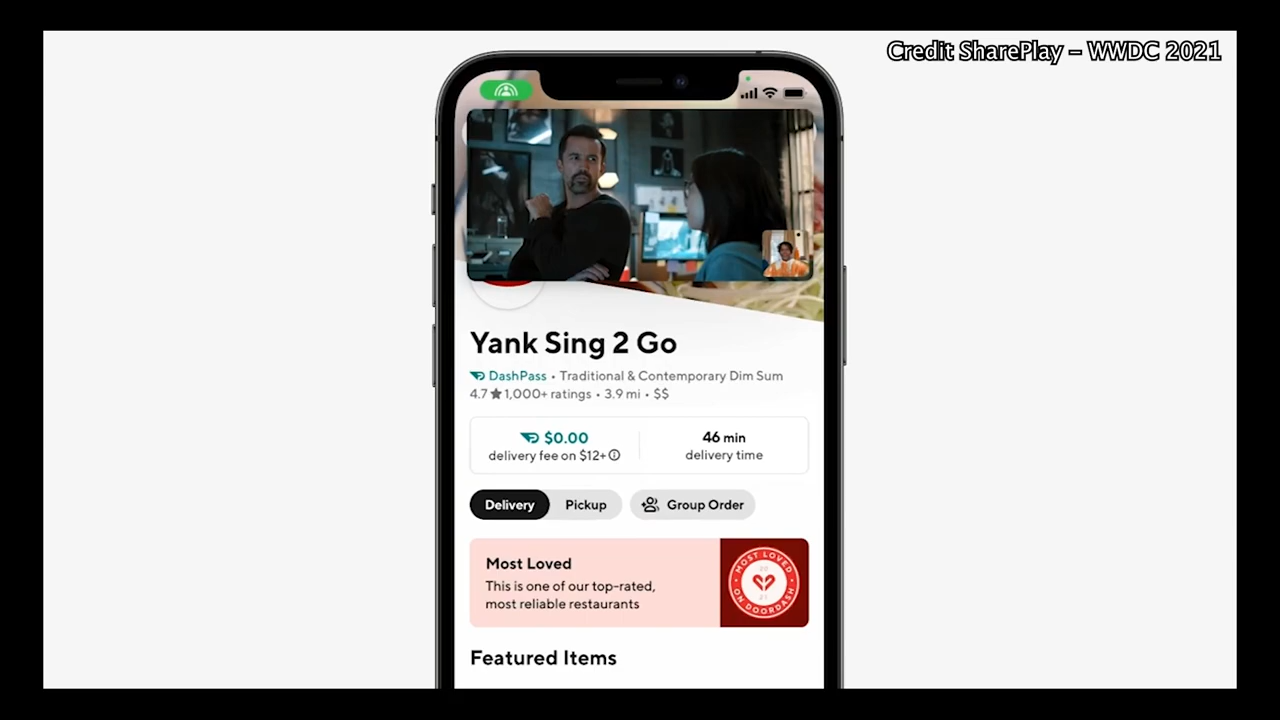 Credit SharePlay – WWDC 2021
Yank Sing 2 Go
DashPass • Traditional & Contemporary Dim Sum
4.7 ★ 1,000+ ratings • 3.9 mi • $$
$0.00
delivery fee on $12+
46 min
delivery time
Delivery
Pickup
Group Order
Most Loved
This is one of our top-rated,
most reliable restaurants
MOST LOVED
20
21
ON DOORDASH
Featured Items